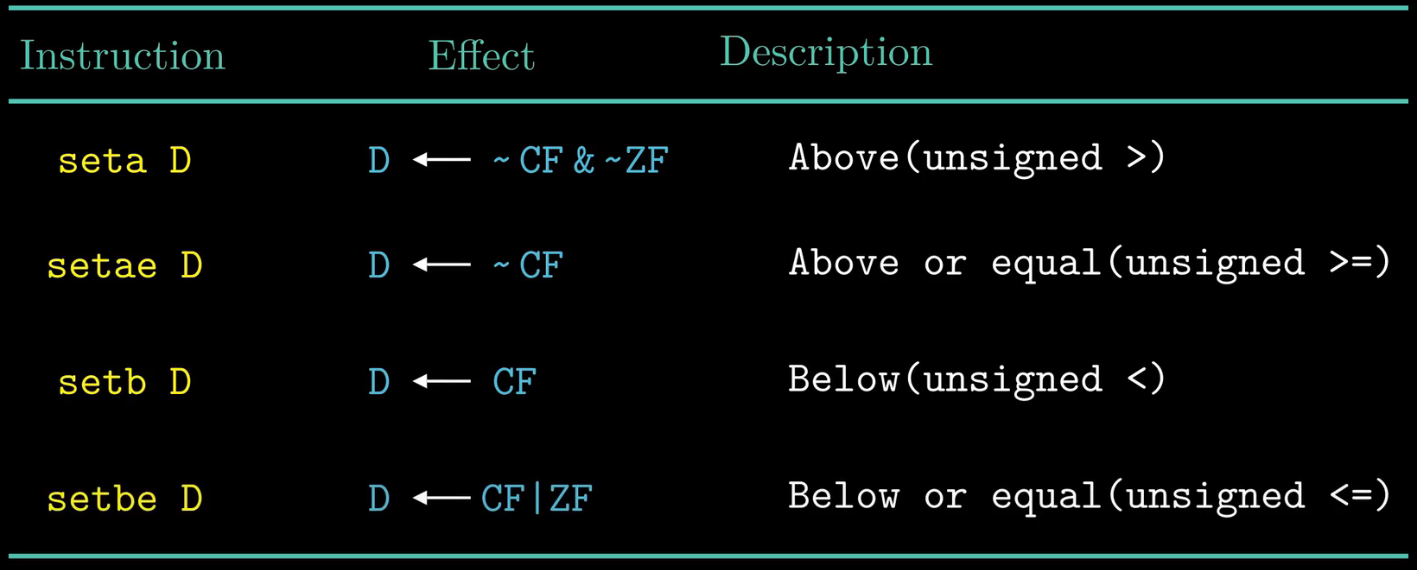 Instruction Effect Description
seta D D ← ~CF & ~ZF Above(unsigned >)
setae D D ← ~CF Above or equal(unsigned >=)
setb D D ← CF Below(unsigned <)
setbe D D ← CF|ZF Below or equal(unsigned <=)